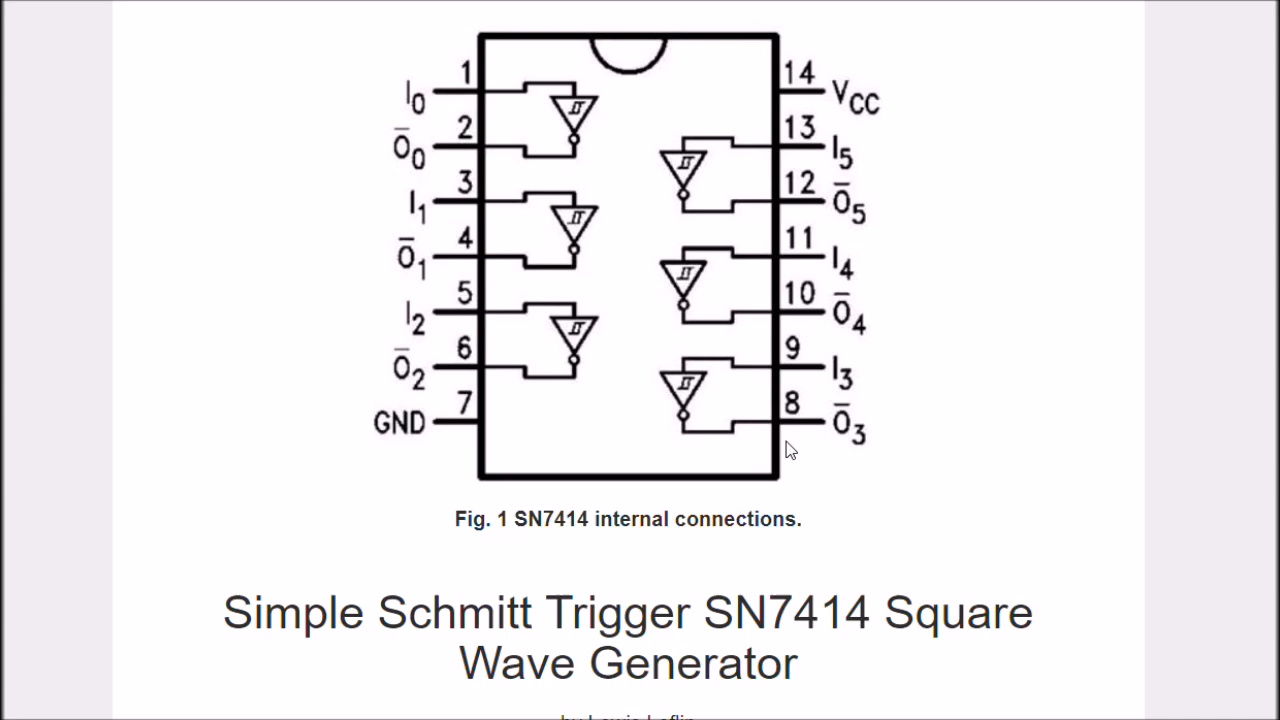 1 14
I0 VCC
2 13
Ō0 I5
3 12
I1 Ō5
4 11
Ō1 I4
5 10
I2 Ō4
6 9
Ō2 I3
7 8
GND Ō3
Fig. 1 SN7414 internal connections.
Simple Schmitt Trigger SN7414 Square
Wave Generator